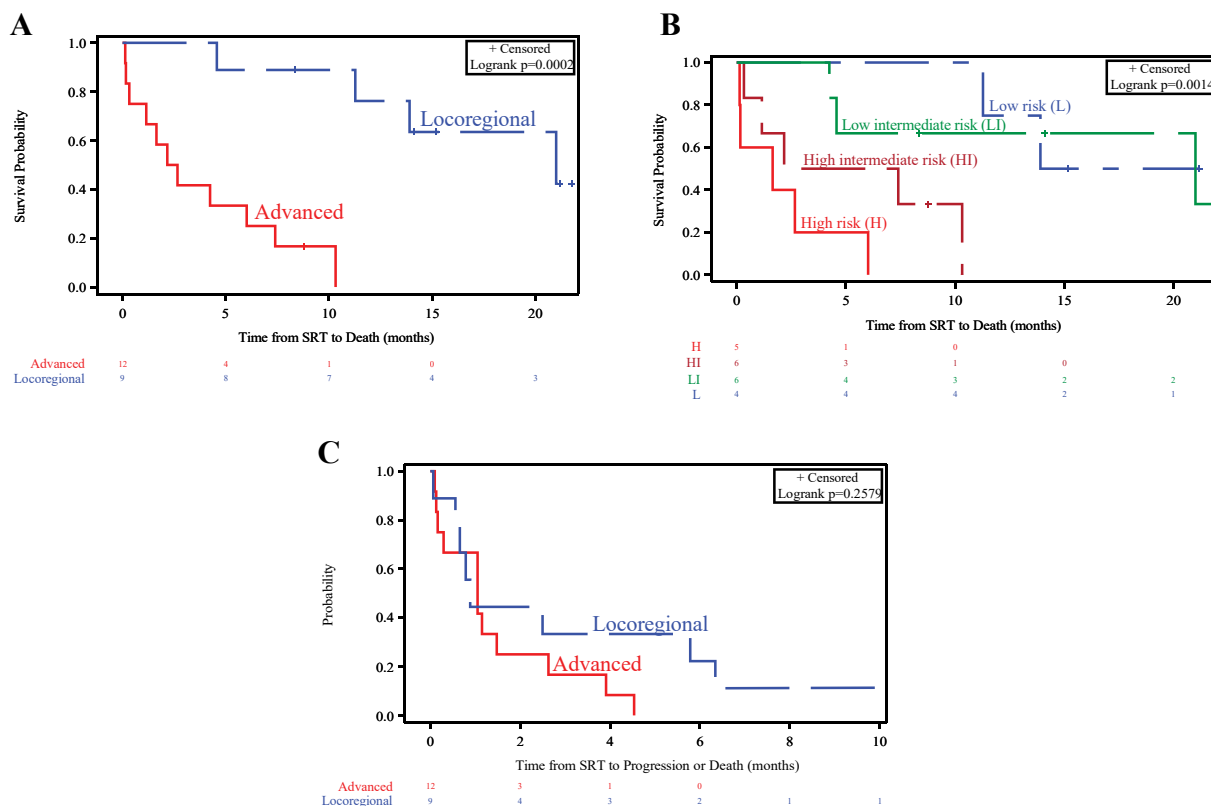 A
+ Censored
Logrank p=0.0002
1.0
0.8
0.6
0.4
0.2
0.0
Survival Probability
Locoregional
Advanced
0 5 10 15 20
Time from SRT to Death (months)
Advanced 12 4 1 0
Locoregional 9 8 7 4 3
B
+ Censored
Logrank p=0.0014
1.0
0.8
0.6
0.4
0.2
0.0
Survival Probability
Low risk (L)
Low intermediate risk (LI)
High intermediate risk (HI)
High risk (H)
0 5 10 15 20
Time from SRT to Death (months)
H 5 1 0
HI 6 3 1 0
LI 6 4 3 2 2
L 4 4 4 2 1
C
+ Censored
Logrank p=0.2579
1.0
0.8
0.6
0.4
0.2
0.0
Probability
Locoregional
Advanced
0 2 4 6 8 10
Time from SRT to Progression or Death (months)
Advanced 12 3 1 0
Locoregional 9 4 3 2 1 1